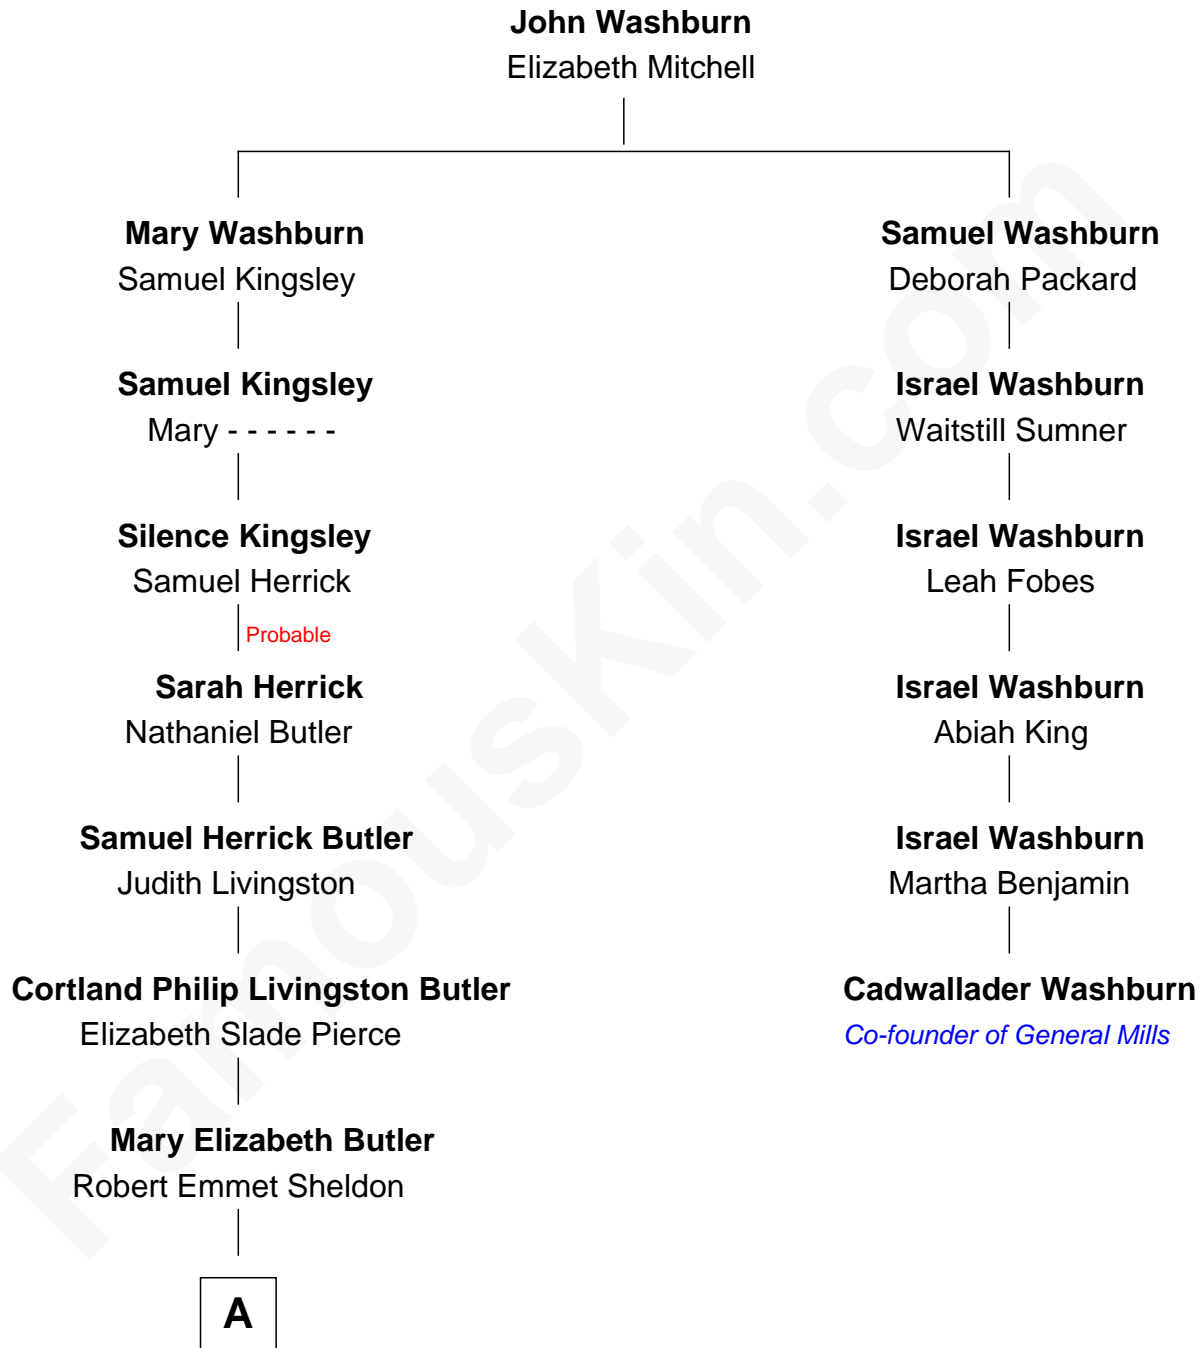 John Washburn
Elizabeth Mitchell
Mary Washburn
Samuel Kingsley
Samuel Washburn
Deborah Packard
Samuel Kingsley
Mary - - - - - -
Israel Washburn
Waitstill Sumner
Silence Kingsley
Samuel Herrick
Israel Washburn
Leah Fobes
Probable
Sarah Herrick
Nathaniel Butler
Israel Washburn
Abiah King
Samuel Herrick Butler
Judith Livingston
Israel Washburn
Martha Benjamin
Cortland Philip Livingston Butler
Elizabeth Slade Pierce
Cadwallader Washburn
Co-founder of General Mills
Mary Elizabeth Butler
Robert Emmet Sheldon
A
FamousKin.com